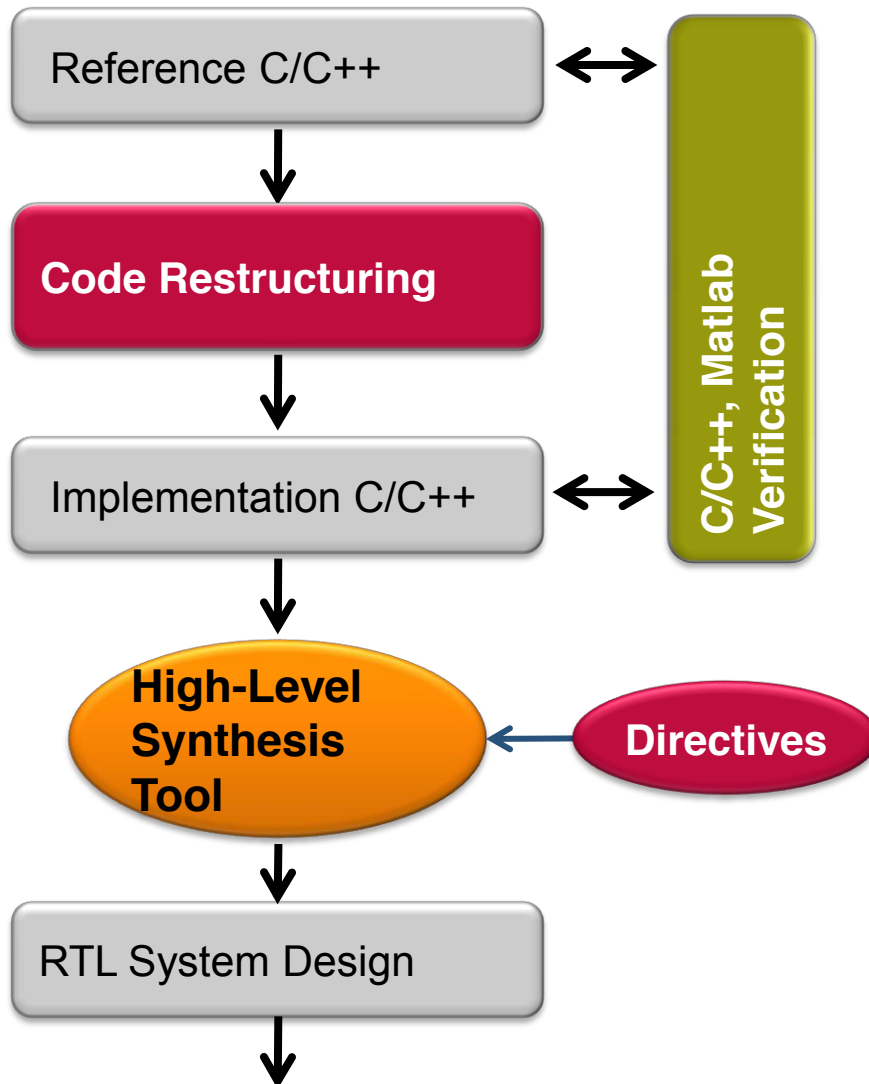 Reference C/C++
Code Restructuring
Implementation C/C++
C/C++, Matlab
Verification
High-Level
Synthesis
Tool
Directives
RTL System Design